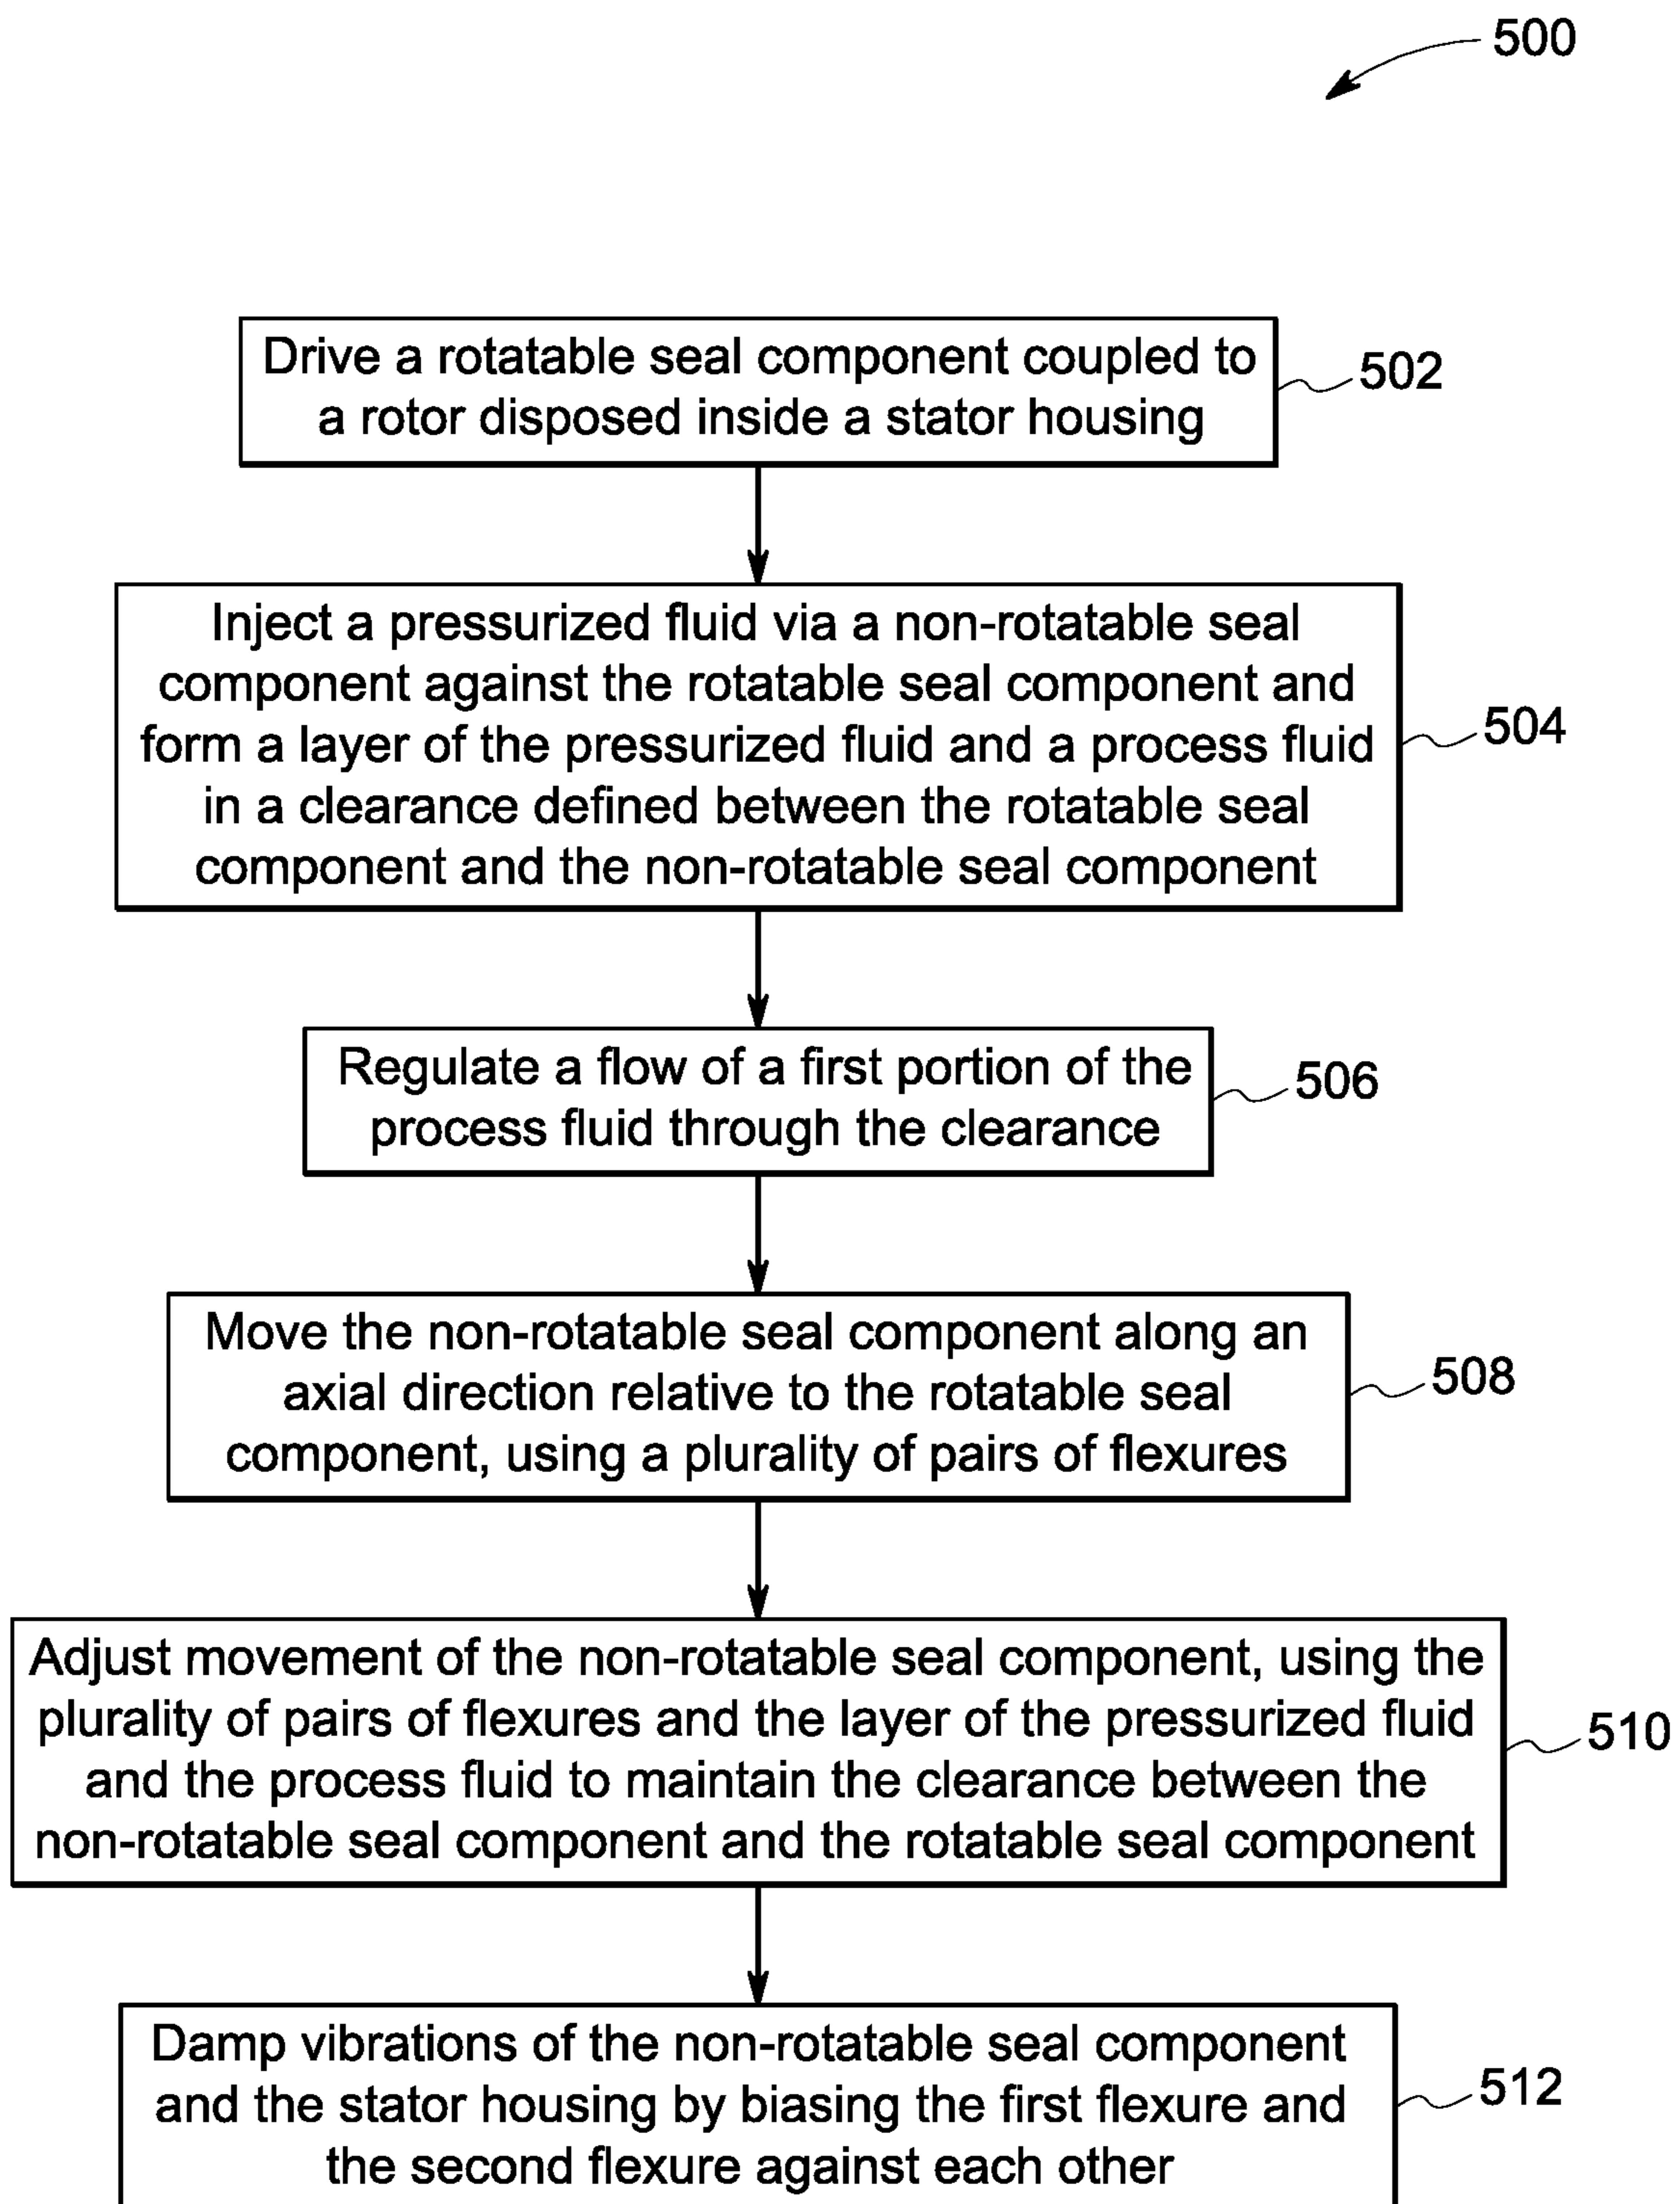 500
Drive a rotatable seal component coupled to
a rotor disposed inside a stator housing
502
Inject a pressurized fluid via a non-rotatable seal
component against the rotatable seal component and
form a layer of the pressurized fluid and a process fluid
in a clearance defined between the rotatable seal
component and the non-rotatable seal component
504
Regulate a flow of a first portion of the
process fluid through the clearance
506
Move the non-rotatable seal component along an
axial direction relative to the rotatable seal
component, using a plurality of pairs of flexures
508
Adjust movement of the non-rotatable seal component, using the
plurality of pairs of flexures and the layer of the pressurized fluid
and the process fluid to maintain the clearance between the
non-rotatable seal component and the rotatable seal component
510
Damp vibrations of the non-rotatable seal component
and the stator housing by biasing the first flexure and
the second flexure against each other
512